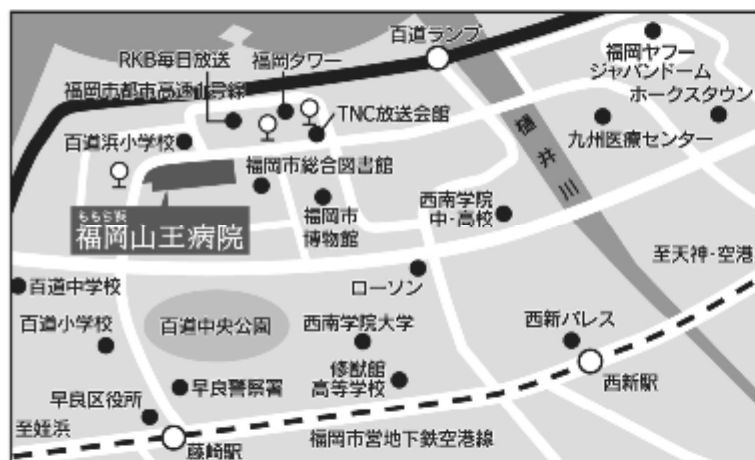 百道ランプ
RKB毎日放送
福岡タワー
福岡ヤフー
ジャパンドーム
ホークスタウン
福岡市都市高速1号線
TNC放送会館
百道浜小学校
九州医療センター
樋井川
福岡市総合図書館
西南学院
中・高校
ももち浜
福岡山王病院
福岡市
博物館
至天神・空港
百道中学校
ローソン
百道小学校
百道中央公園
西南学院大学
西新パレス
修猷館
高等学校
西新駅
早良警察署
早良区役所
至姪浜
藤崎駅
福岡市営地下鉄空港線